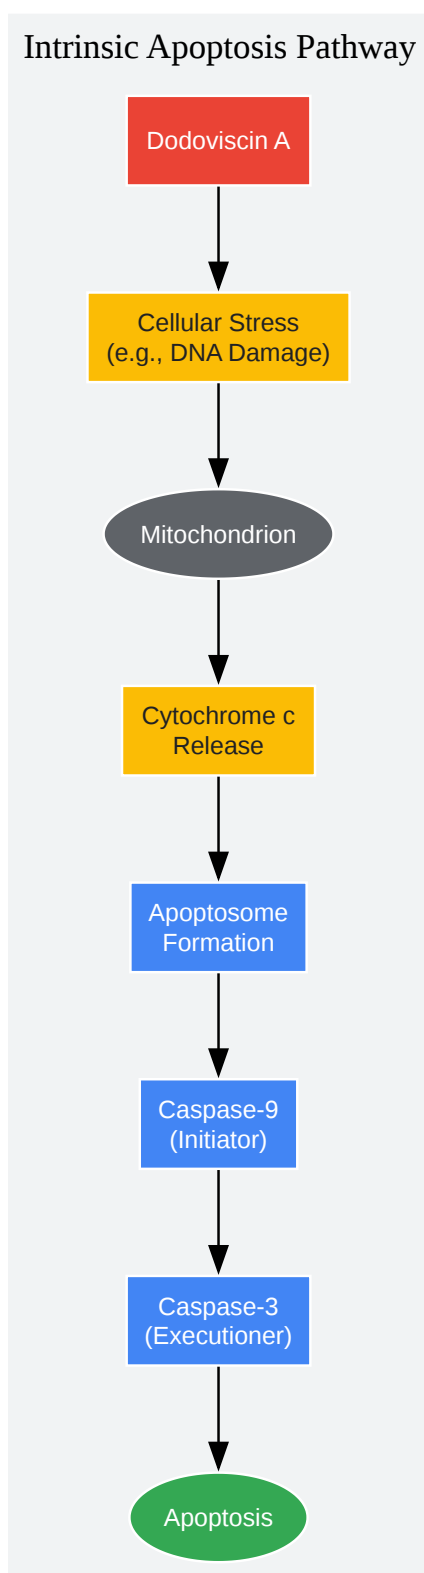 Intrinsic Apoptosis Pathway
Dodoviscin A
Cellular Stress
(e.g., DNA Damage)
Mitochondrion
Cytochrome c
Release
Apoptosome
Formation
Caspase-9
(Initiator)
Caspase-3
(Executioner)
Apoptosis